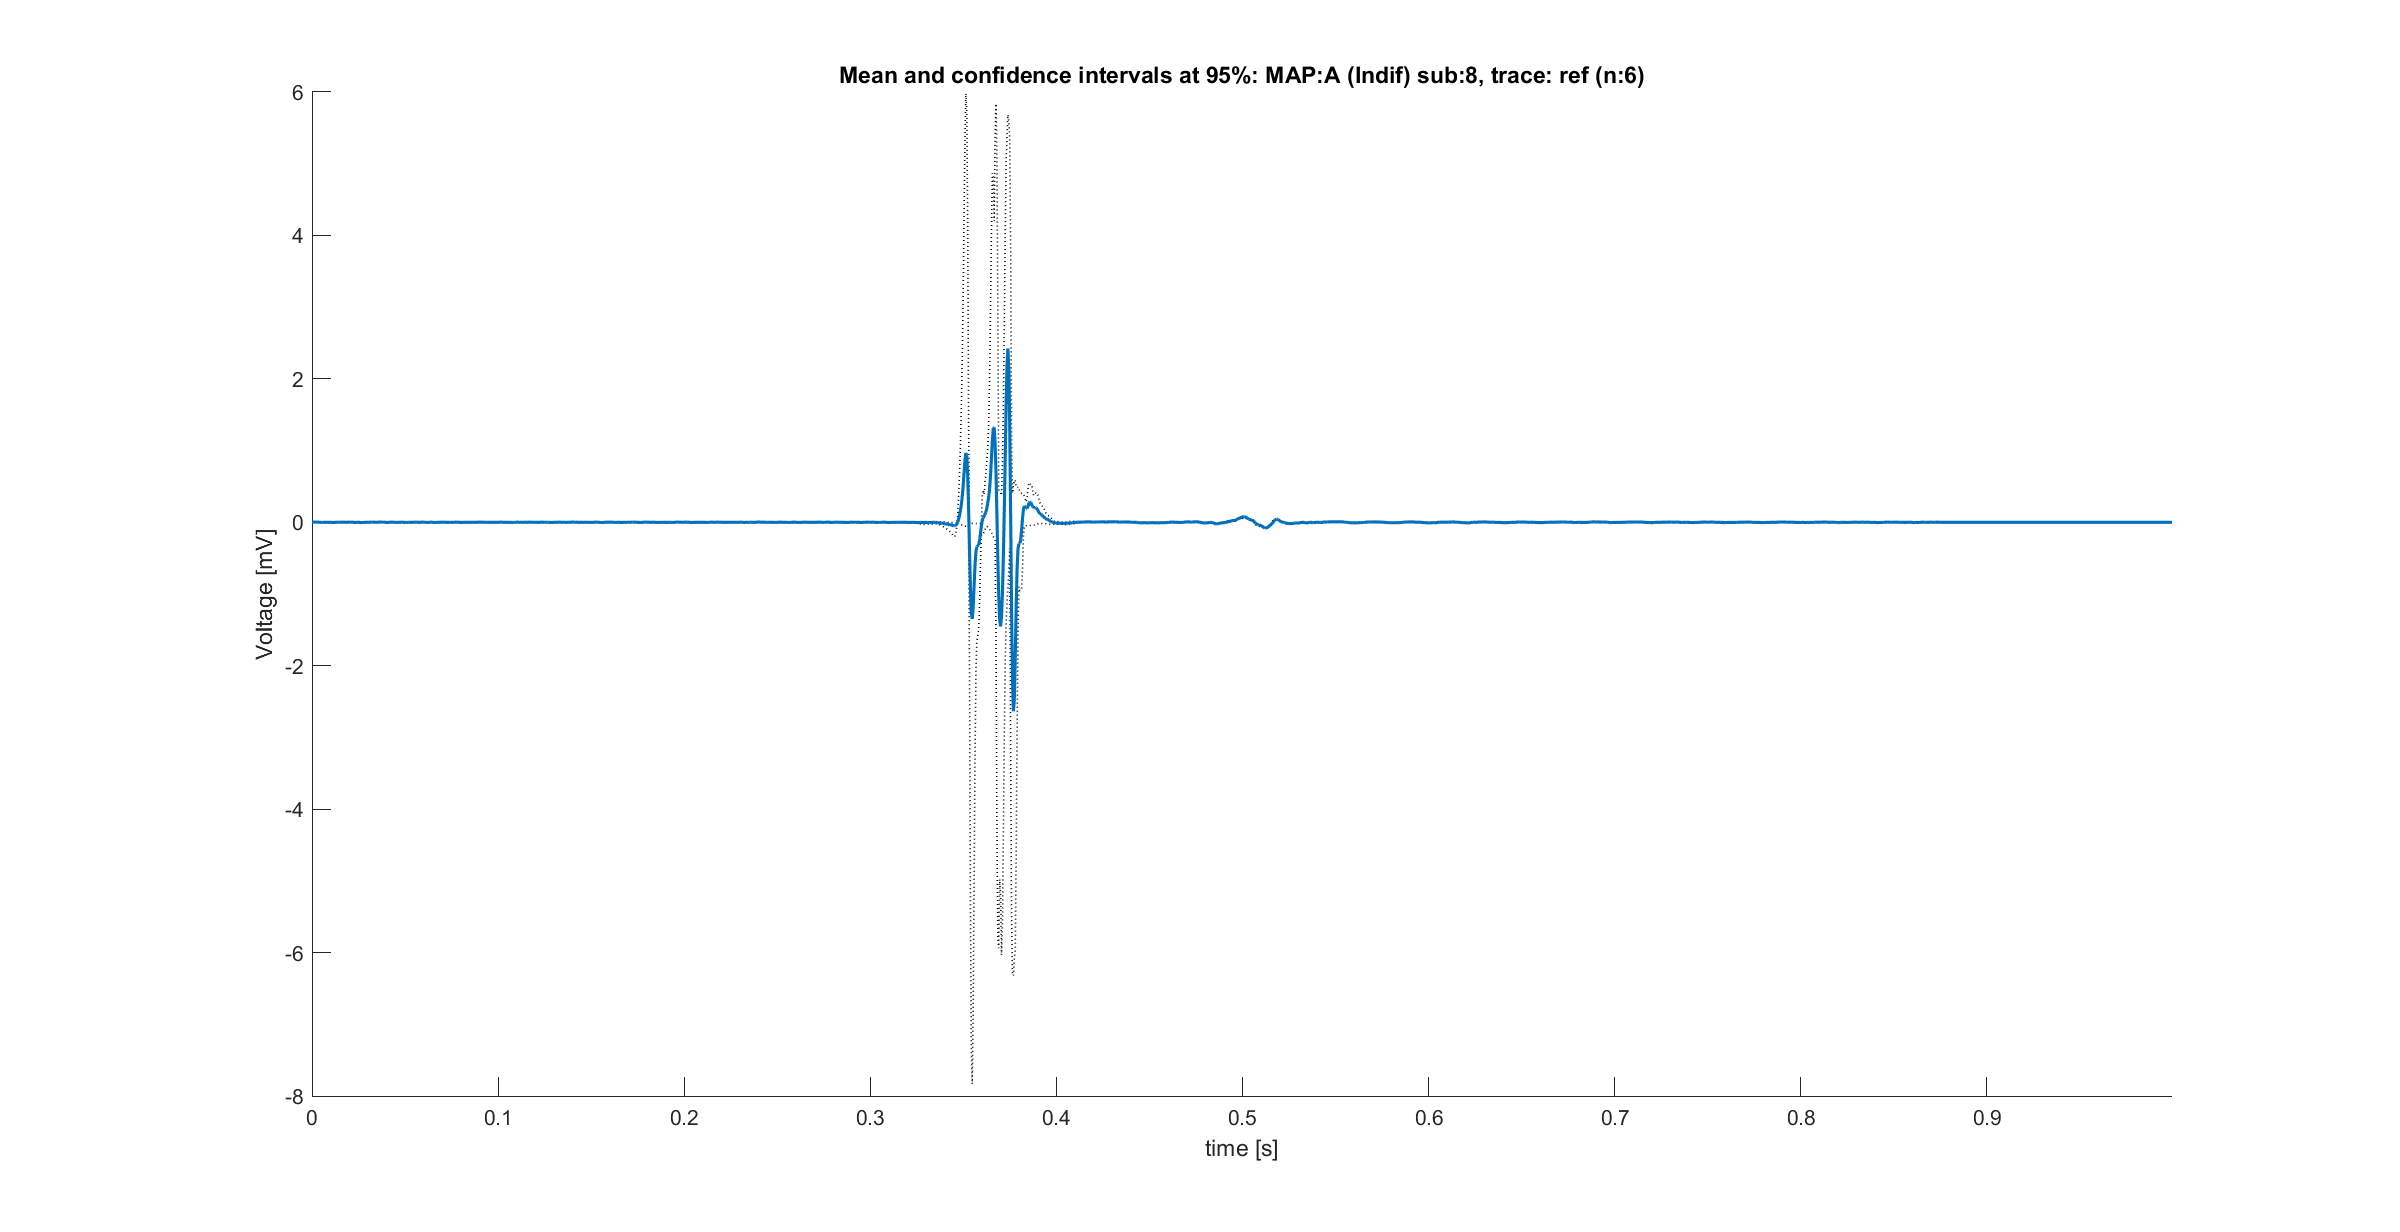 Mean and confidence intervals at 95%: MAP:A (Indif) sub:8, trace: ref (n:6)
6
4
2
0
-2
-4
-6
-8
Voltage [mV]
0 0.1 0.2 0.3 0.4 0.5 0.6 0.7 0.8 0.9
time [s]